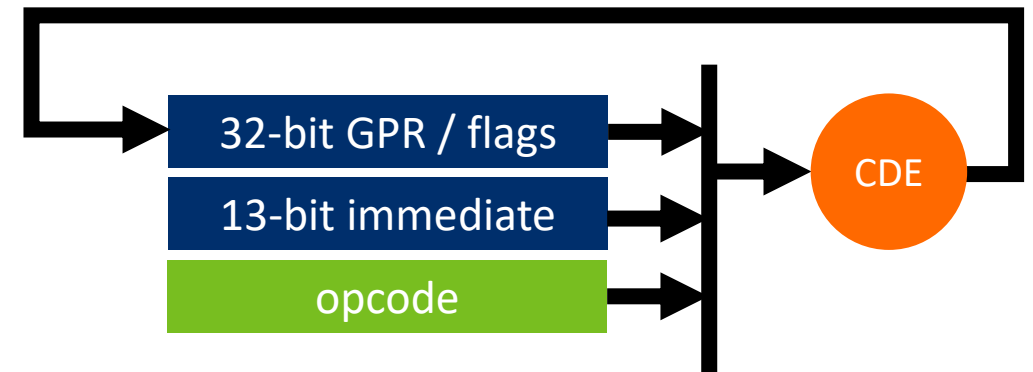 32-bit GPR / flags
13-bit immediate
opcode
CDE